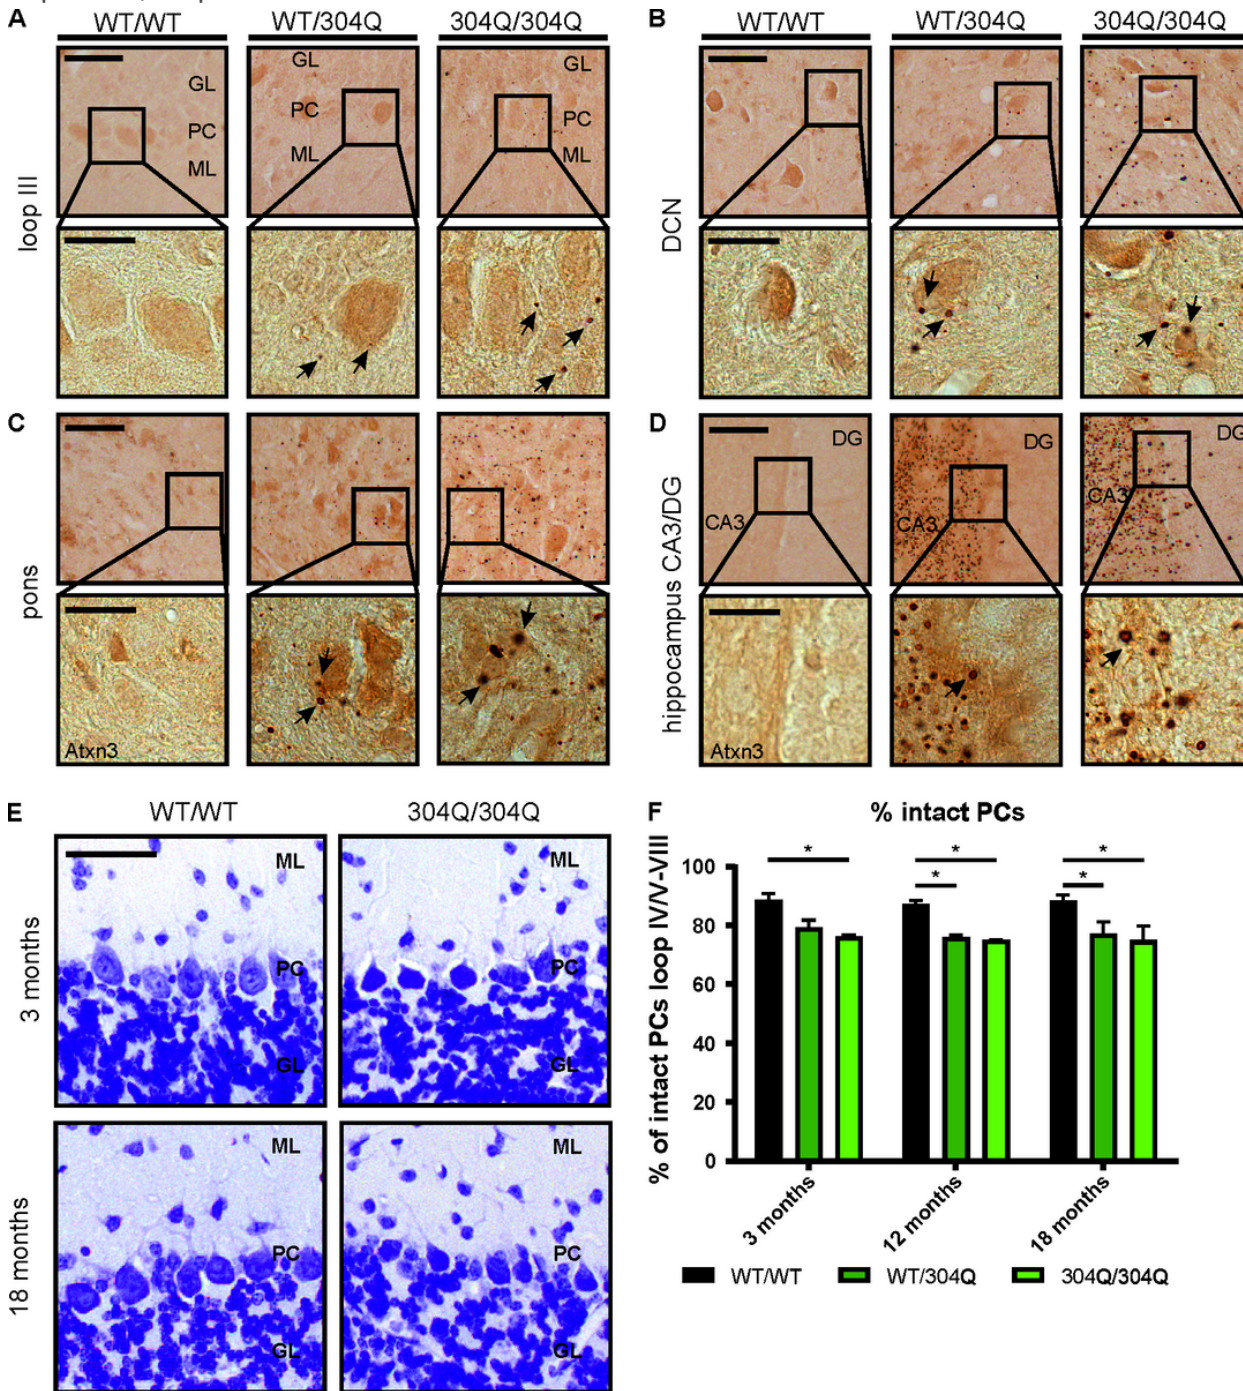 A
WT/WT
WT/304Q
304Q/304Q
loop III
GL
PC
ML
GL
PC
ML
GL
PC
ML
B
WT/WT
WT/304Q
304Q/304Q
DCN
C
pons
Atxn3
D
hippocampus CA3/DG
DG
CA3
DG
CA3
DG
CA3
Atxn3
E
WT/WT
304Q/304Q
3 months
ML
PC
GL
ML
PC
GL
18 months
ML
PC
GL
ML
PC
GL
F
% intact PCs
% of intact PCs loop IV/V-VIII
100
80
60
40
20
0
*
*
*
*
*
3 months
12 months
18 months
WT/WT
WT/304Q
304Q/304Q